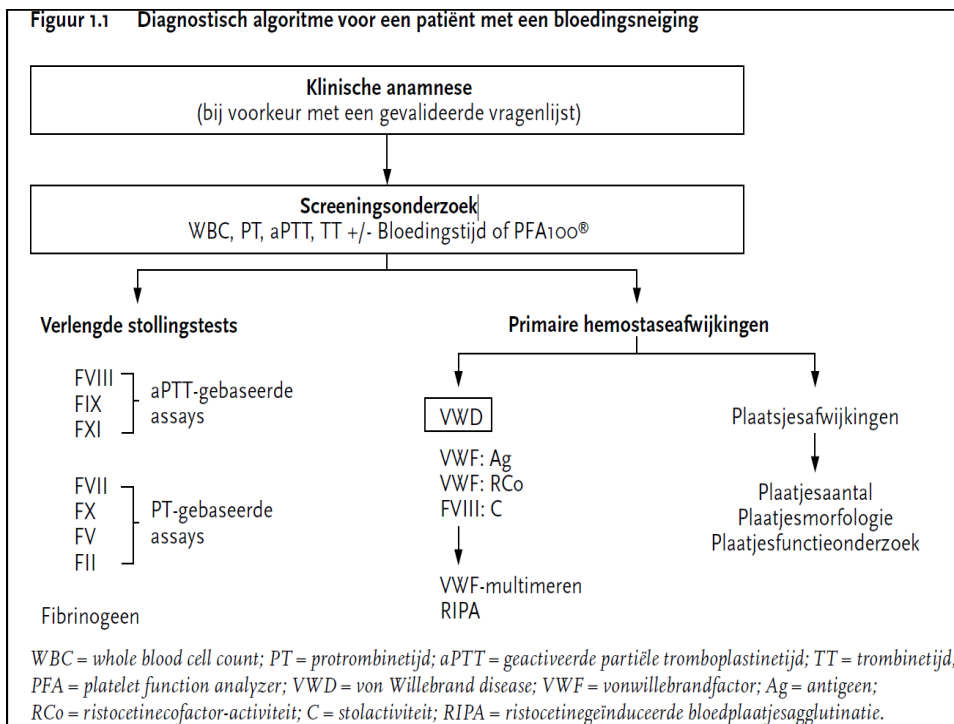 Figuur 1.1 Diagnostisch algoritme voor een patiënt met een bloedingsneiging
Klinische anamnese
(bij voorkeur met een gevalideerde vragenlijst)
Screeningsonderzoek
WBC, PT, aPTT, TT +/- Bloedingstijd of PFA100®
Verlengde stollingstests
FVIII
FIX
FXI
aPTT-gebaseerde
assays
FVII
FX
FV
FII
PT-gebaseerde
assays
Fibrinogeen
Primaire hemostaseafwijkingen
VWD
VWF: Ag
VWF: RCo
FVIII: C
VWF-multimeren
RIPA
Plaatsjesafwijkingen
Plaatjesaantal
Plaatjesmorfologie
Plaatjesfunctieonderzoek
WBC = whole blood cell count; PT = protrombinetijd; aPTT = geactiveerde partiële tromboplastinetijd; TT = trombinetijd;
PFA = platelet function analyzer; VWD = von Willebrand disease; VWF = vonwillebrandfactor; Ag = antigeen;
RCo = ristocetinecofactor-activiteit; C = stolactiviteit; RIPA = ristocetinegeïnduceerde bloedplaatjesagglutinatie.